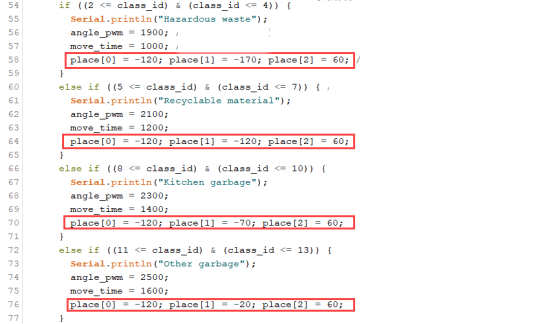 54 if ((2 <= class_id) & (class_id <= 4)) {
55 Serial.println("Hazardous waste");
56 angle_pwm = 1900;
57 move_time = 1000;
58 place[0] = -120; place[1] = -170; place[2] = 60;
59 }
60 else if ((5 <= class_id) & (class_id <= 7)) {
61 Serial.println("Recyclable material");
62 angle_pwm = 2100;
63 move_time = 1200;
64 place[0] = -120; place[1] = -120; place[2] = 60;
65 }
66 else if ((8 <= class_id) & (class_id <= 10)) {
67 Serial.println("Kitchen garbage");
68 angle_pwm = 2300;
69 move_time = 1400;
70 place[0] = -120; place[1] = -70; place[2] = 60;
71 }
72 else if ((11 <= class_id) & (class_id <= 13)) {
73 Serial.println("Other garbage");
74 angle_pwm = 2500;
75 move_time = 1600;
76 place[0] = -120; place[1] = -20; place[2] = 60;
77 }